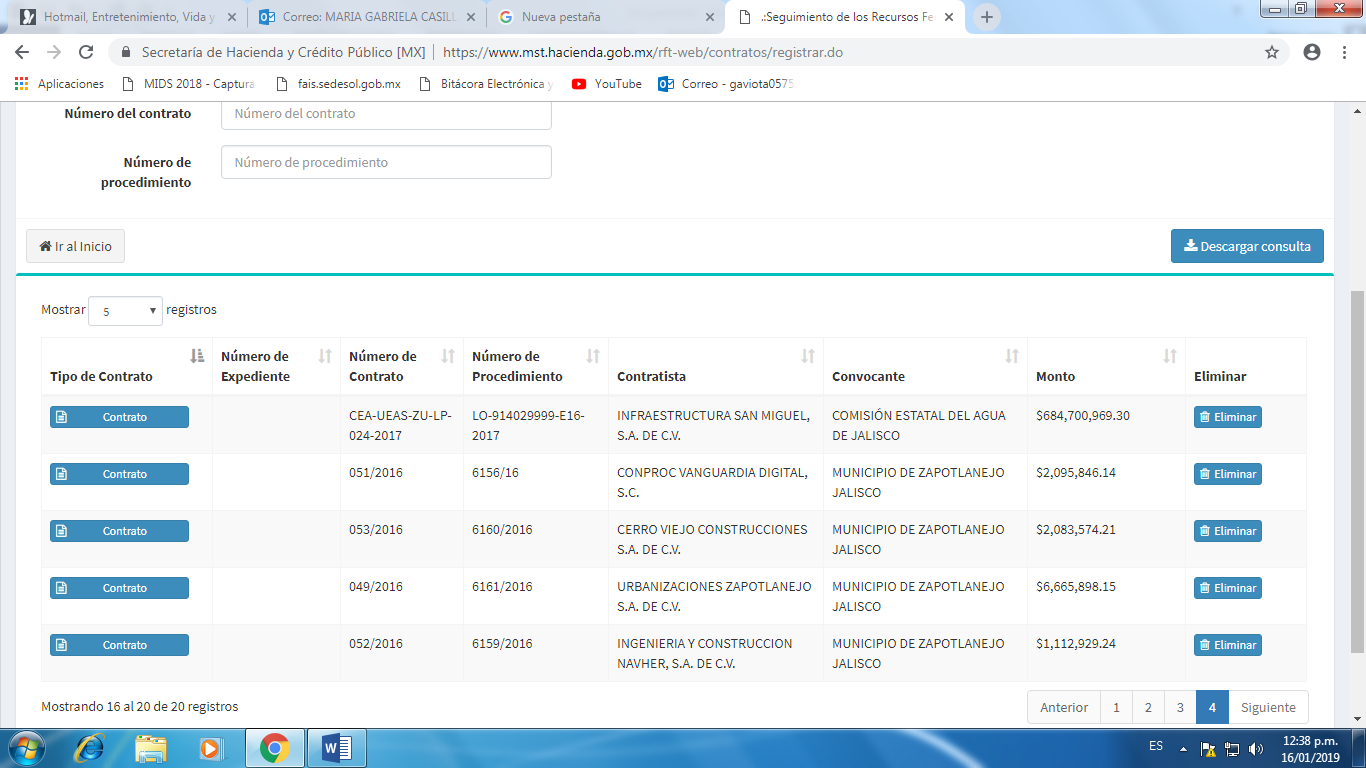 Hotmail, Entretenimiento, Vida y
Correo: MARIA GABRIELA CASILL
Nueva pestaña
.:Seguimiento de los Recursos Fe
Secretaría de Hacienda y Crédito Público [MX] | https://www.mst.hacienda.gob.mx/rft-web/contratos/registrar.do
Aplicaciones
MIDS 2018 - Captura
fais.sedesol.gob.mx
Bitácora Electrónica y
YouTube
Correo - gaviota0575
Número del contrato
Número del contrato
Número de
procedimiento
Número de procedimiento
Ir al Inicio
Descargar consulta
Mostrar 5 registros
Tipo de Contrato
Número de
Expediente
Número de
Contrato
Número de
Procedimiento
Contratista
Convocante
Monto
Eliminar
Contrato
CEA-UEAS-ZU-LP-
024-2017
LO-914029999-E16-
2017
INFRAESTRUCTURA SAN MIGUEL,
S.A. DE C.V.
COMISIÓN ESTATAL DEL AGUA
DE JALISCO
$684,700,969.30
Eliminar
Contrato
051/2016
6156/16
CONPROC VANGUARDIA DIGITAL,
S.C.
MUNICIPIO DE ZAPOTLANEJO
JALISCO
$2,095,846.14
Eliminar
Contrato
053/2016
6160/2016
CERRO VIEJO CONSTRUCCIONES
S.A. DE C.V.
MUNICIPIO DE ZAPOTLANEJO
JALISCO
$2,083,574.21
Eliminar
Contrato
049/2016
6161/2016
URBANIZACIONES ZAPOTLANEJO
S.A. DE C.V.
MUNICIPIO DE ZAPOTLANEJO
JALISCO
$6,665,898.15
Eliminar
Contrato
052/2016
6159/2016
INGENIERIA Y CONSTRUCCION
NAVHER, S.A. DE C.V.
MUNICIPIO DE ZAPOTLANEJO
JALISCO
$1,112,929.24
Eliminar
Mostrando 16 al 20 de 20 registros
Anterior 1 2 3 4 Siguiente
ES
12:38 p.m.
16/01/2019